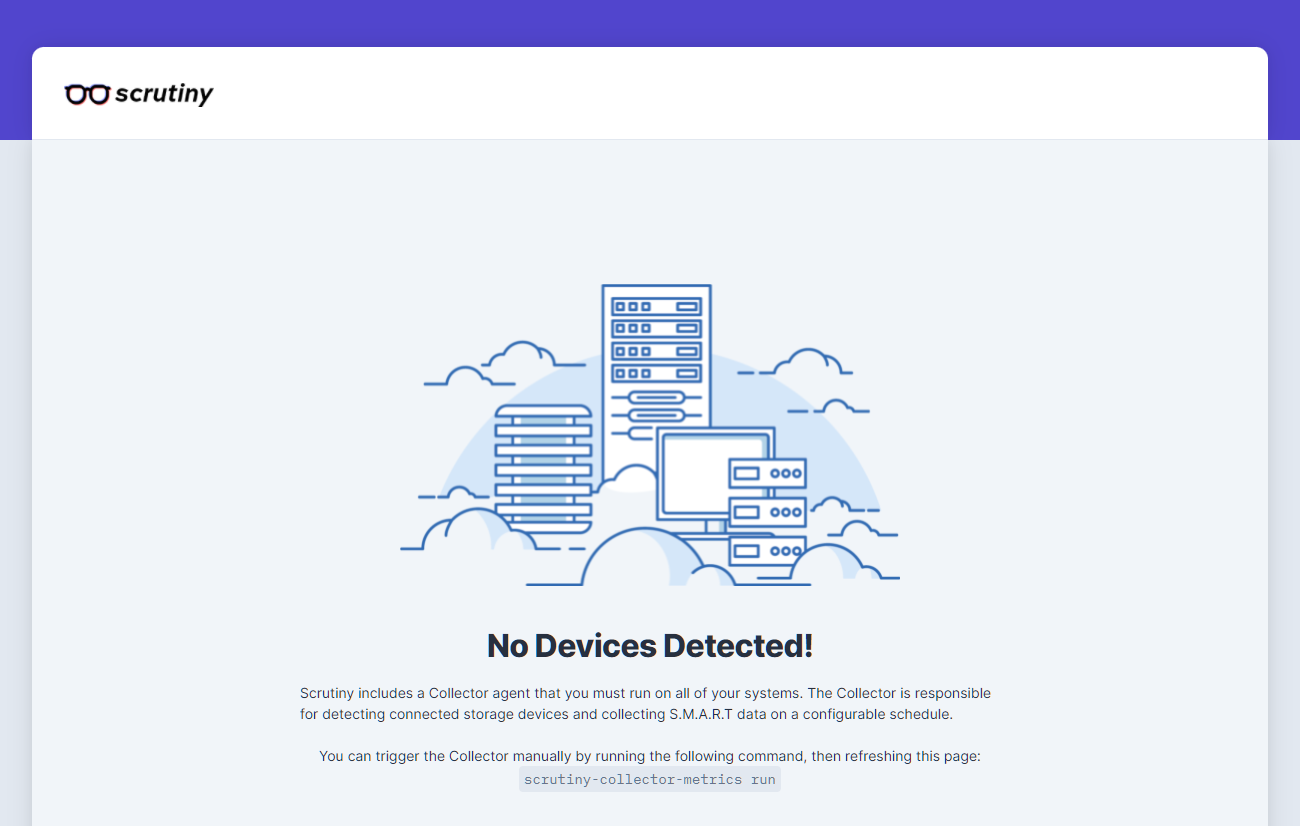 scrutiny
No Devices Detected!
Scrutiny includes a Collector agent that you must run on all of your systems. The Collector is responsible
for detecting connected storage devices and collecting S.M.A.R.T data on a configurable schedule.
You can trigger the Collector manually by running the following command, then refreshing this page:
scrutiny-collector-metrics run